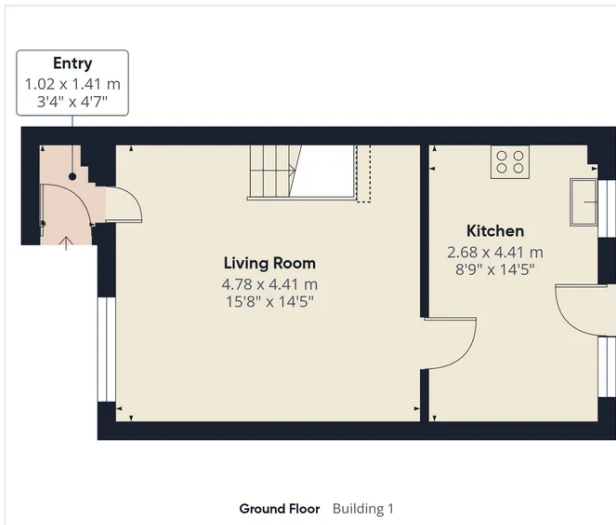 Entry
1.02 x 1.41 m
3'4" x 4'7"
Living Room
4.78 x 4.41 m
15'8" x 14'5"
Kitchen
2.68 x 4.41 m
8'9" x 14'5"
Ground Floor Building 1